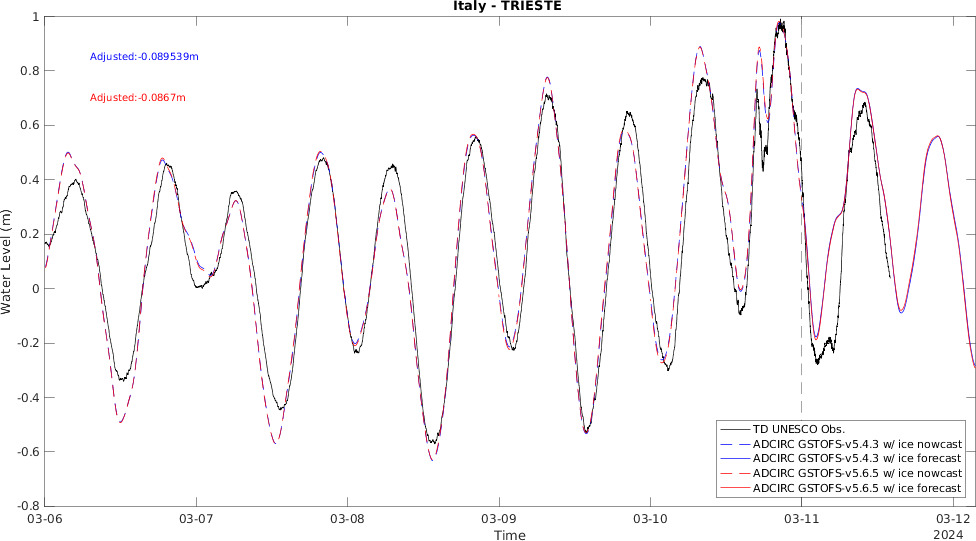 Italy - TRIESTE
Adjusted:-0.089539m
Adjusted:-0.0867m
1
0.8
0.6
0.4
0.2
0
-0.2
-0.4
-0.6
-0.8
Water Level (m)
TD UNESCO Obs.
ADCIRC GSTOFS-v5.4.3 w/ ice nowcast
ADCIRC GSTOFS-v5.4.3 w/ ice forecast
ADCIRC GSTOFS-v5.6.5 w/ ice nowcast
ADCIRC GSTOFS-v5.6.5 w/ ice forecast
03-06 03-07 03-08 03-09 03-10 03-11 03-12
Time 2024